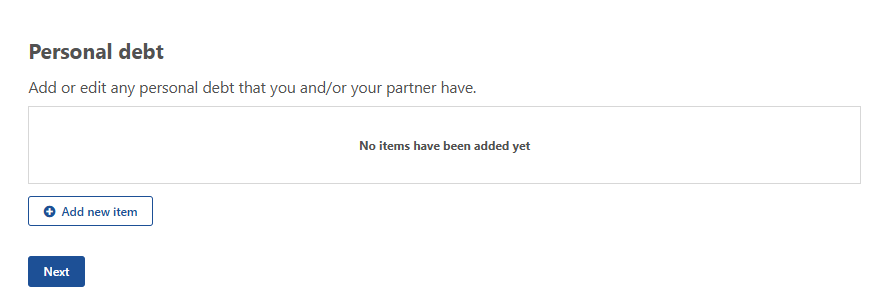 Personal debt
Add or edit any personal debt that you and/or your partner have.
No items have been added yet
Add new item
Next